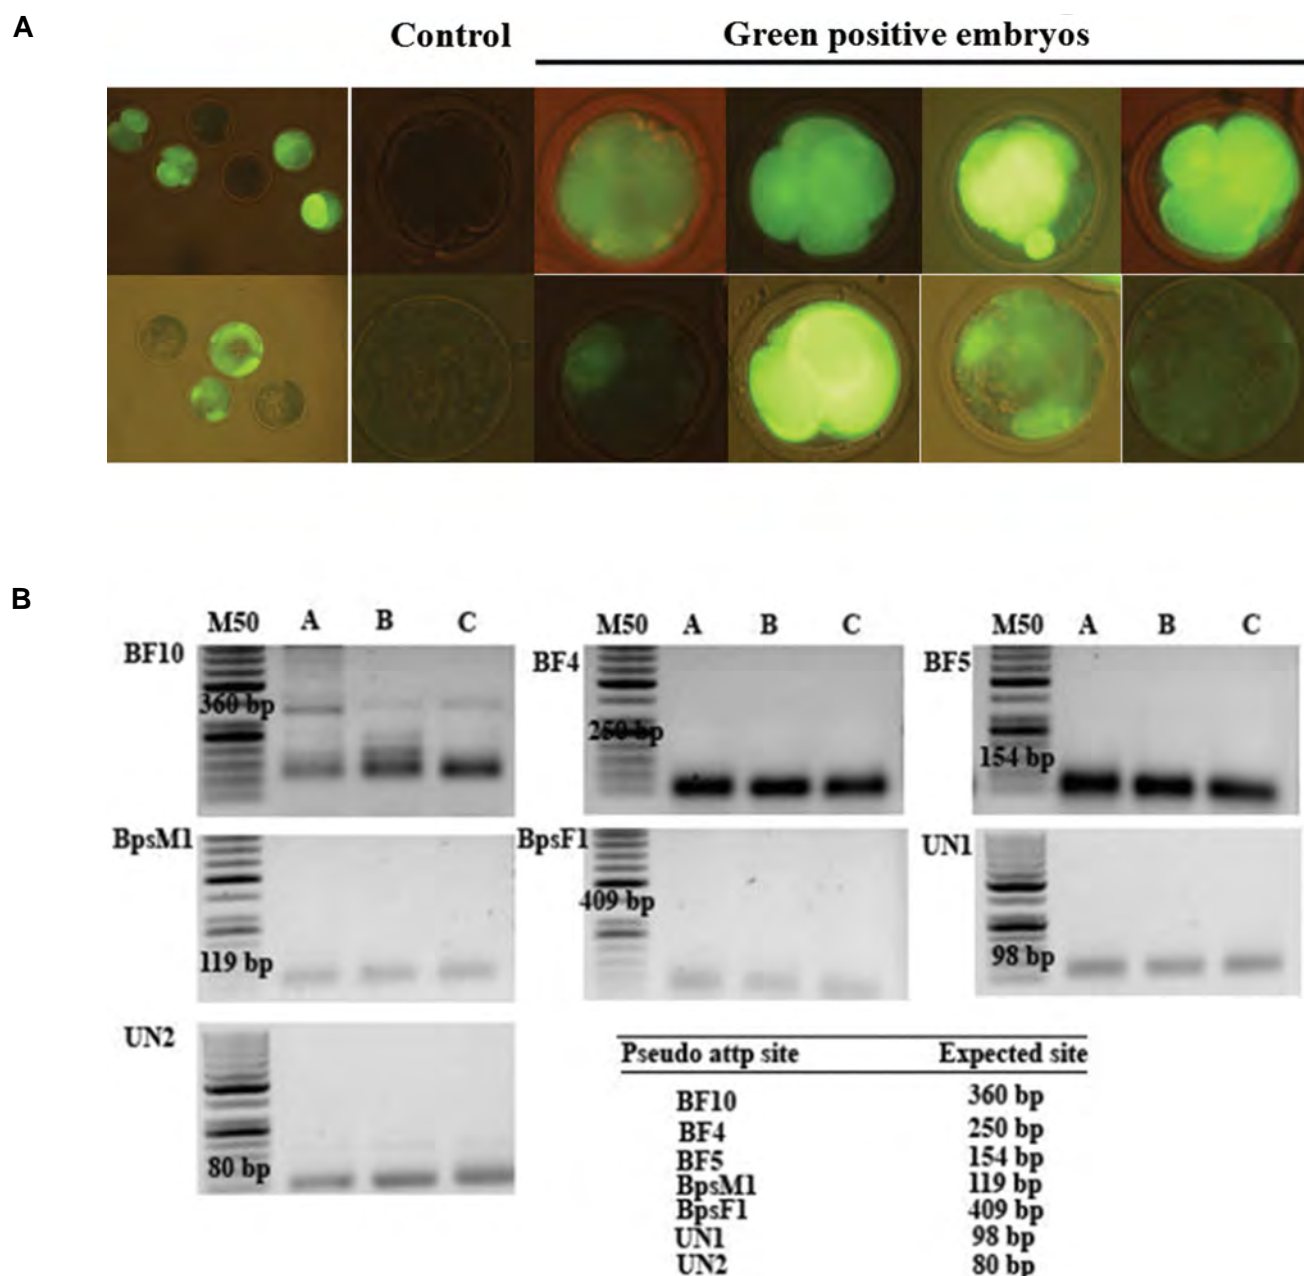 A
Control Green positive embryos
B
M50 A B C M50 A B C M50 A B C
BF10 BF4 BF5
360 bp 250 bp 154 bp
BpsM1 BpsF1 UN1
119 bp 409 bp 98 bp
UN2
80 bp
Pseudo attp site Expected site
BF10 360 bp
BF4 250 bp
BF5 154 bp
BpsM1 119 bp
BpsF1 409 bp
UN1 98 bp
UN2 80 bp